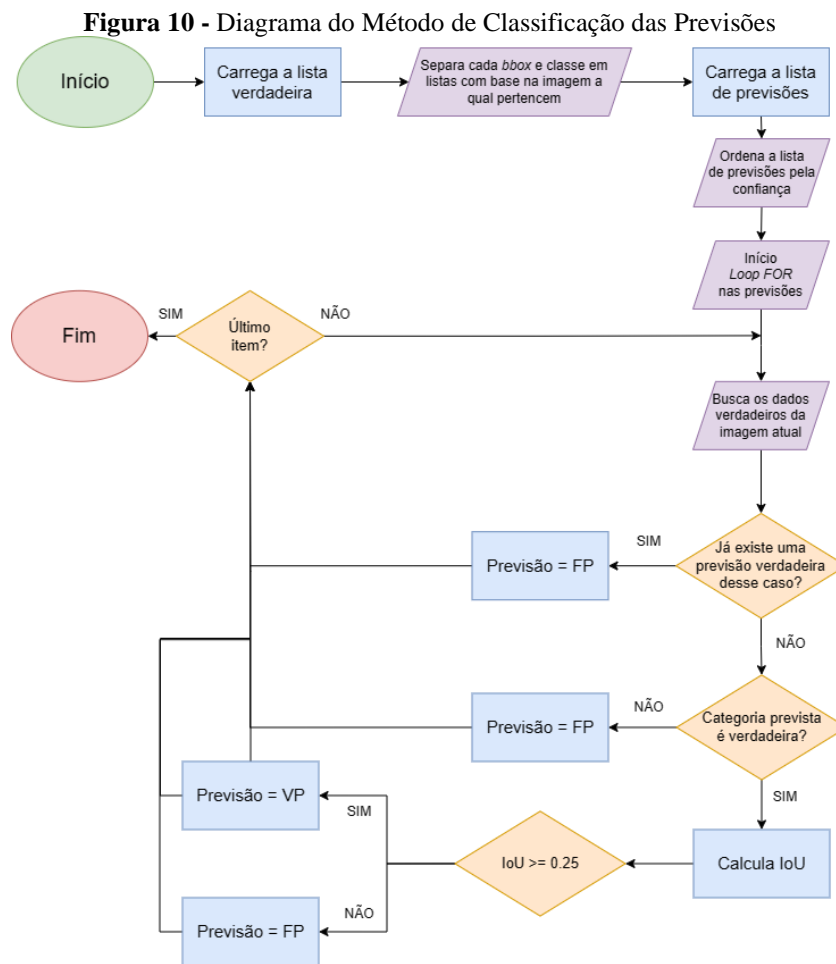 Figura 10 - Diagrama do Método de Classificação das Previsões
Início
Carrega a lista
verdadeira
Separa cada bbox e classe em
listas com base na imagem a
qual pertencem
Carrega a lista
de previsões
Ordena a lista
de previsões pela
confiança
Início
Loop FOR
nas previsões
Fim
SIM
Último
item?
NÃO
Busca os dados
verdadeiros da
imagem atual
Já existe uma
previsão verdadeira
desse caso?
SIM
Previsão = FP
NÃO
Categoria prevista
é verdadeira?
NÃO
Previsão = FP
SIM
Calcula IoU
IoU >= 0.25
SIM
Previsão = VP
NÃO
Previsão = FP